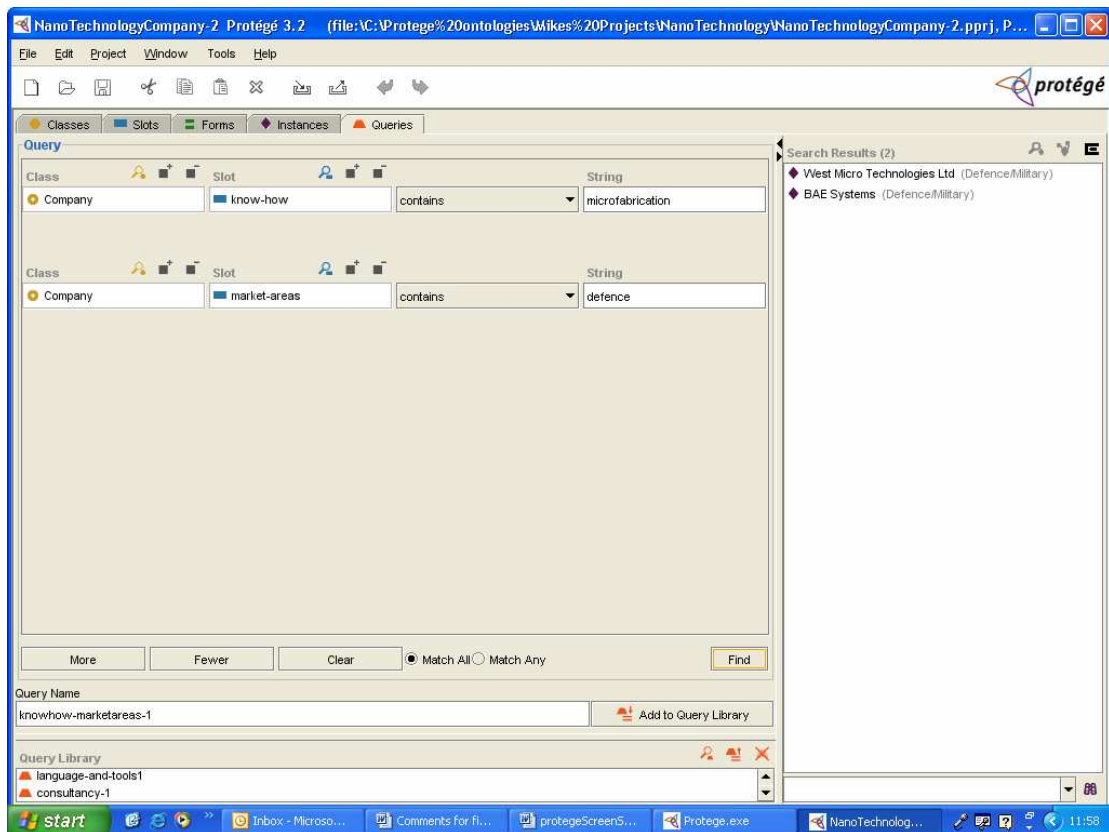 NanoTechnologyCompany-2 Protégé 3.2 (file:\C:\Protege%20ontologies\Mikes%20Projects\NanoTechnology\NanoTechnologyCompany-2.pprj, P...
File Edit Project Window Tools Help
protégé
Classes Slots Forms Instances Queries
Query
Search Results (2)
Class Slot String
West Micro Technologies Ltd (Defence/Military)
Company know-how contains microfabrication
BAE Systems (Defence/Military)
Class Slot String
Company market-areas contains defence
More Fewer Clear Match All Match Any Find
Query Name
knowhow-marketareas-1 Add to Query Library
Query Library
language-and-tools1
consultancy-1
start Inbox - Microso... Comments for fi... protegeScreenS... Protege.exe NanoTechnolog... 11:58